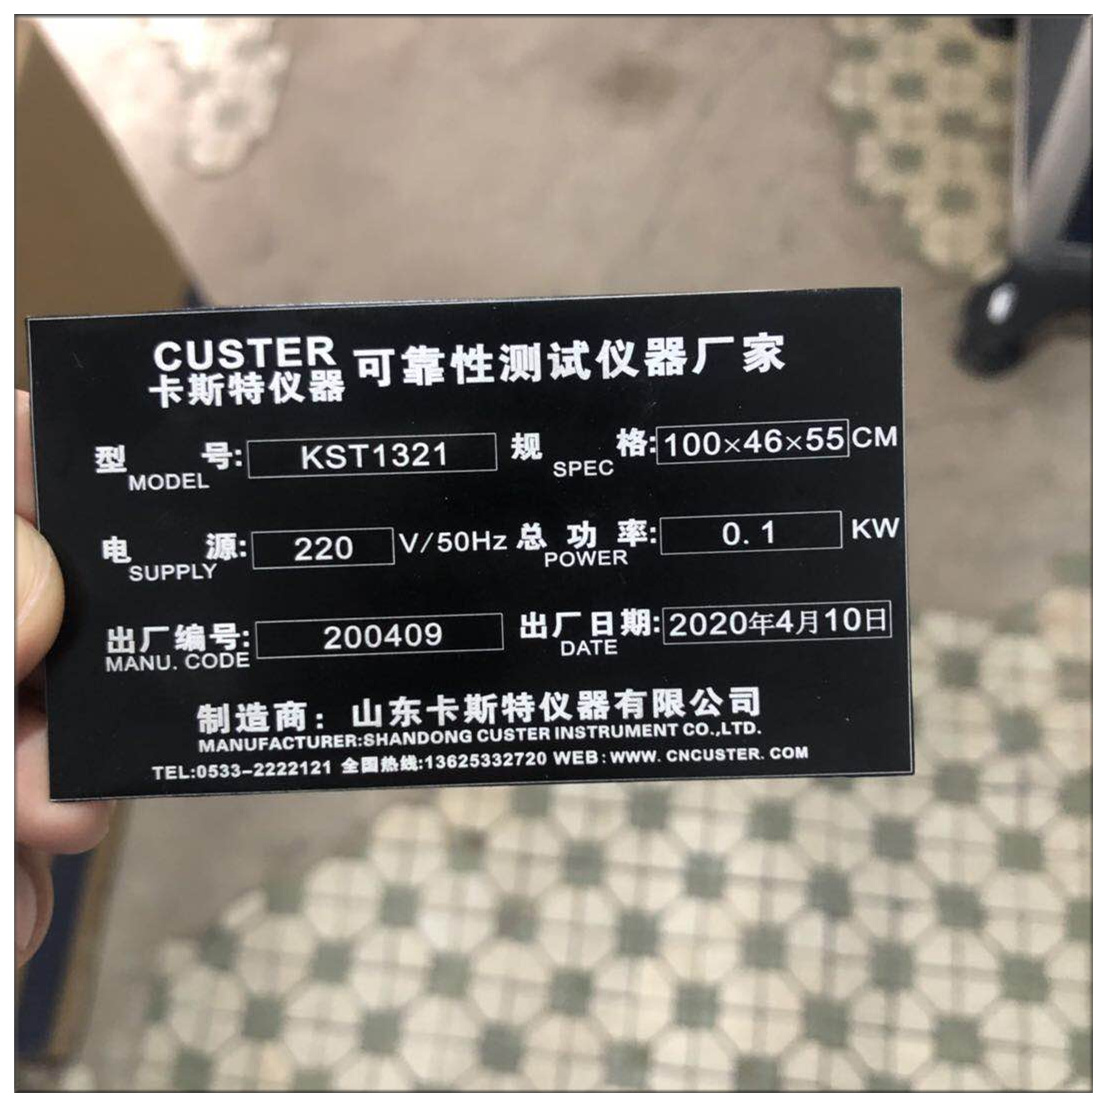 CUSTER 可靠性测试仪器厂家
卡斯特仪器
型 号: KST1321 规 格: 100×46×55 CM
MODEL SPEC
电 源: 220 V/50Hz 总 功 率: 0.1 KW
SUPPLY POWER
出厂编号: 200409 出厂日期: 2020年4月10日
MANU. CODE DATE
制造商：山东卡斯特仪器有限公司
MANUFACTURER:SHANDONG CUSTER INSTRUMENT CO.,LTD.
TEL:0533-2222121 全国热线:13625332720 WEB:WWW.CNCUSTER.COM